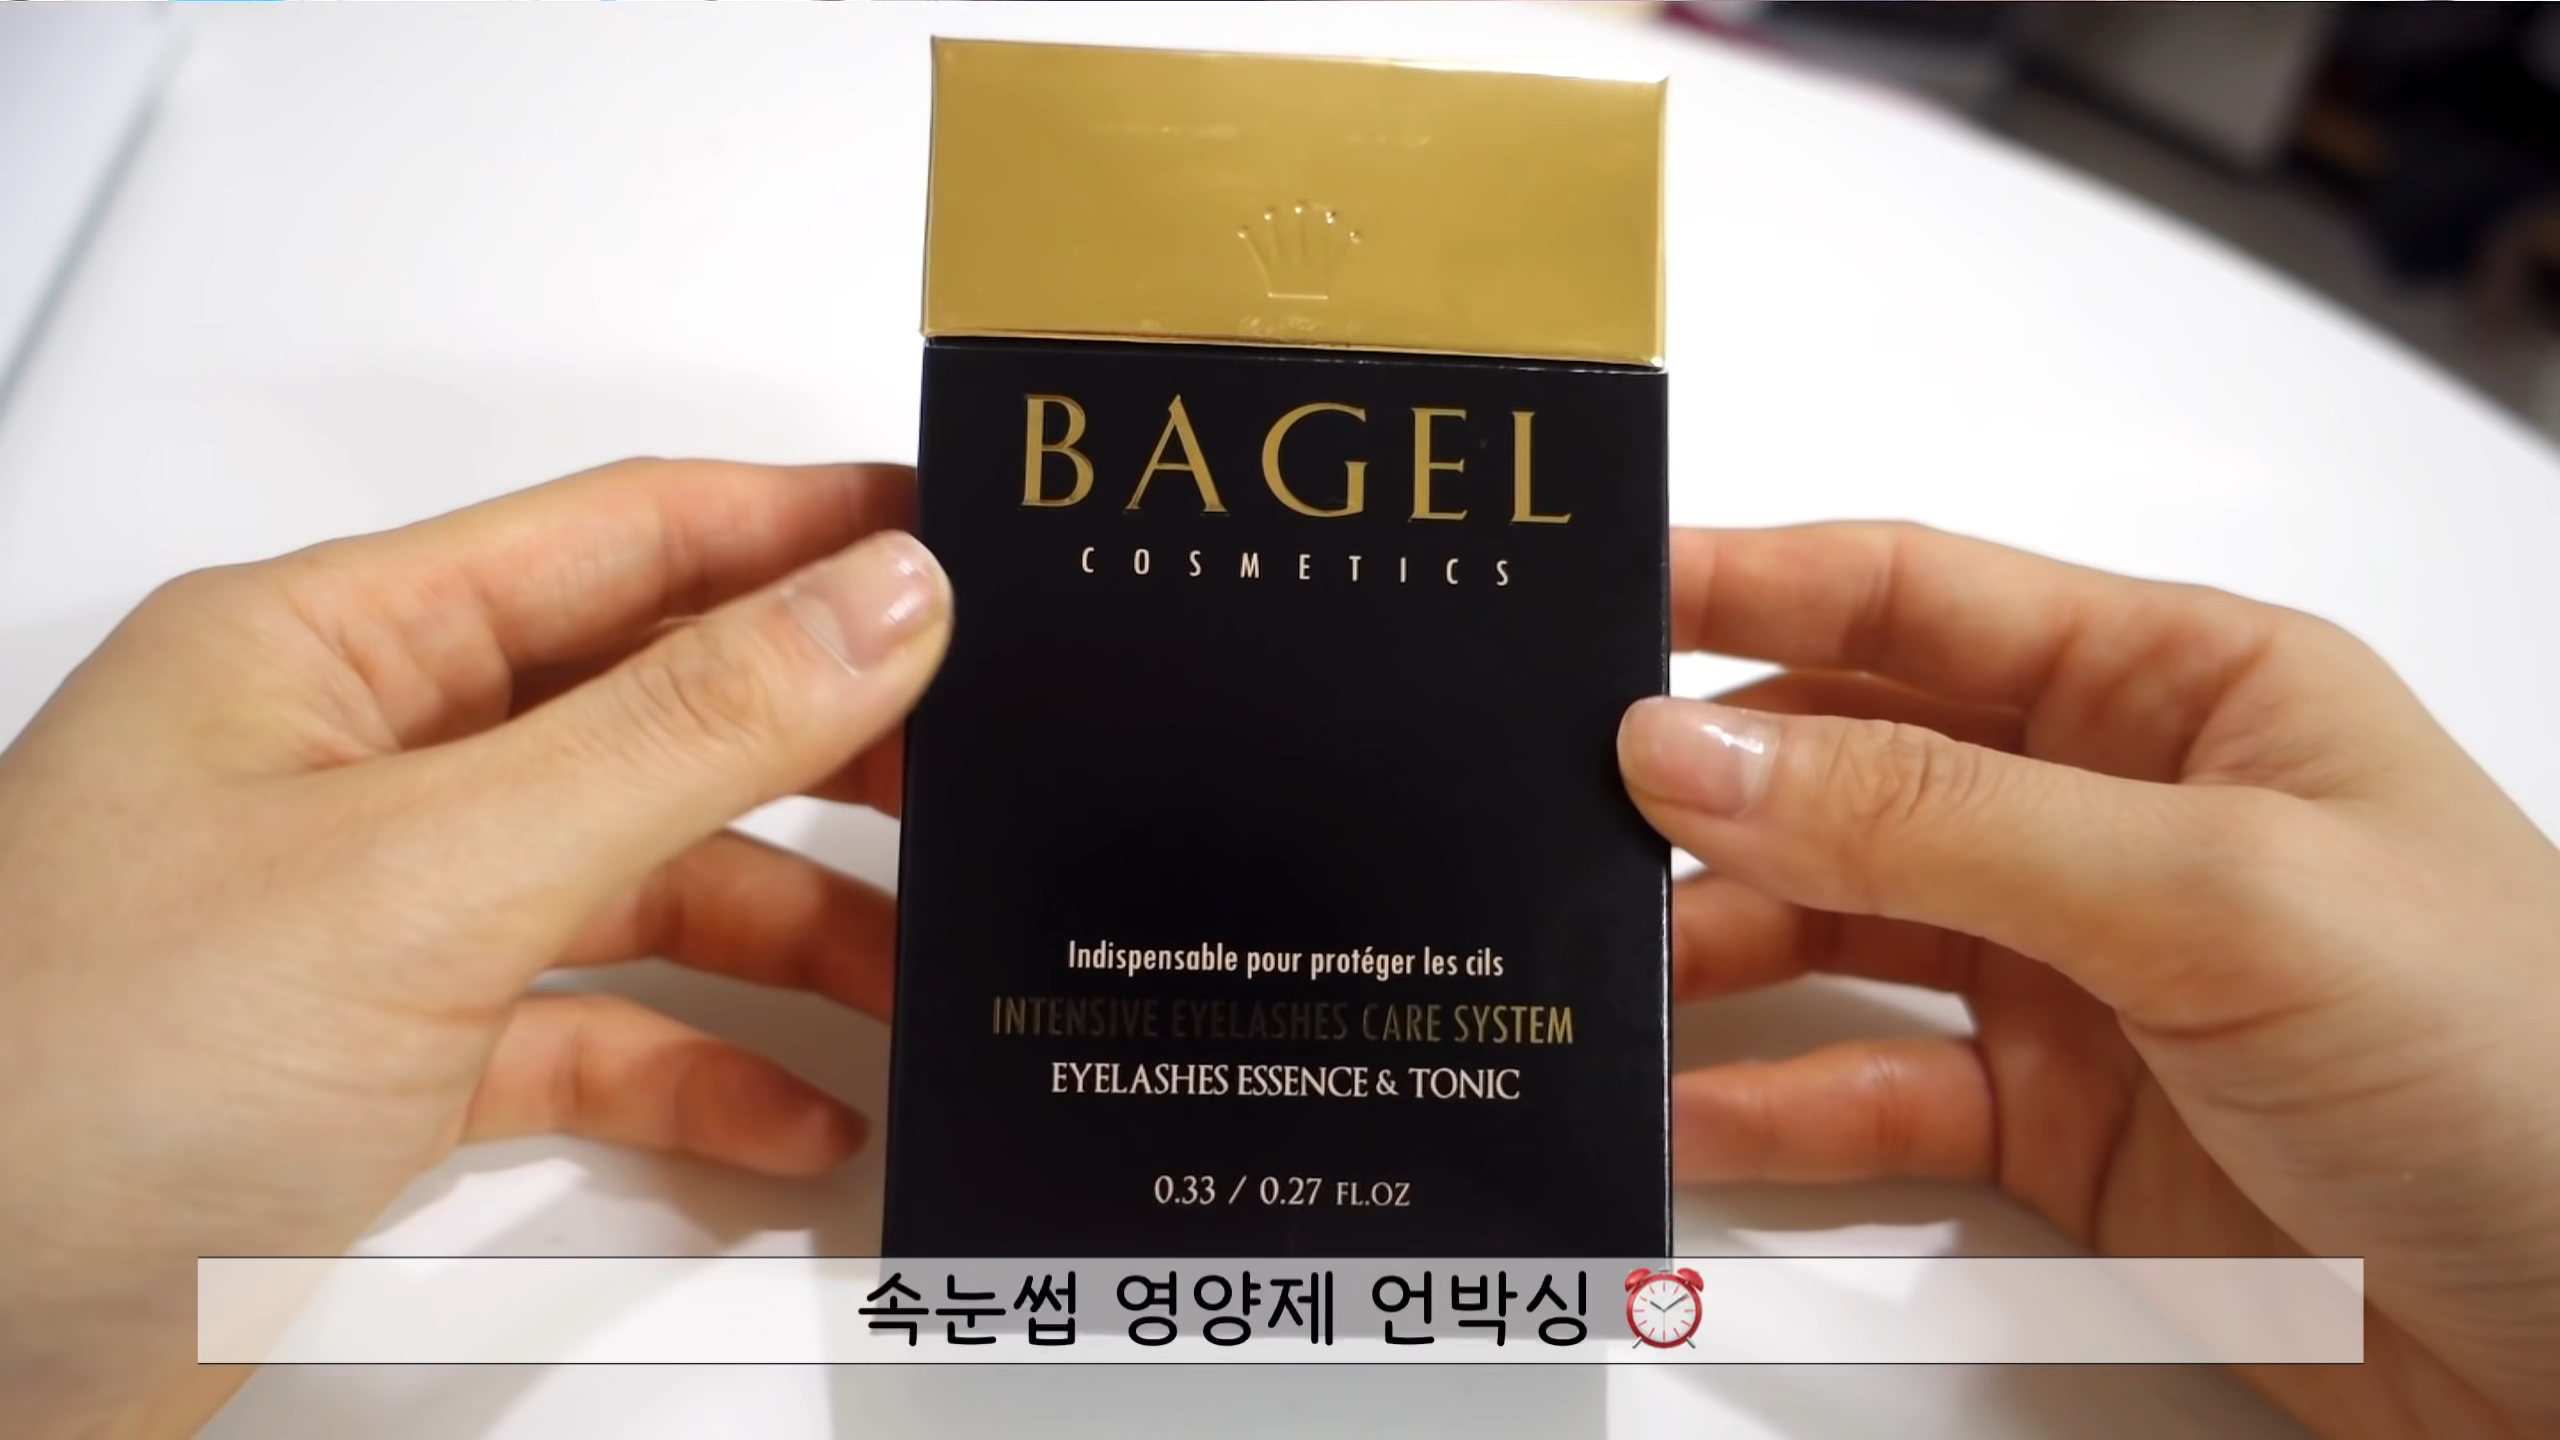 BAGEL
COSMETICS
Indispensable pour protéger les cils
INTENSIVE EYELASHES CARE SYSTEM
EYELASHES ESSENCE & TONIC
0.33 / 0.27 FL.OZ
속눈썹 영양제 언박싱 ⏰